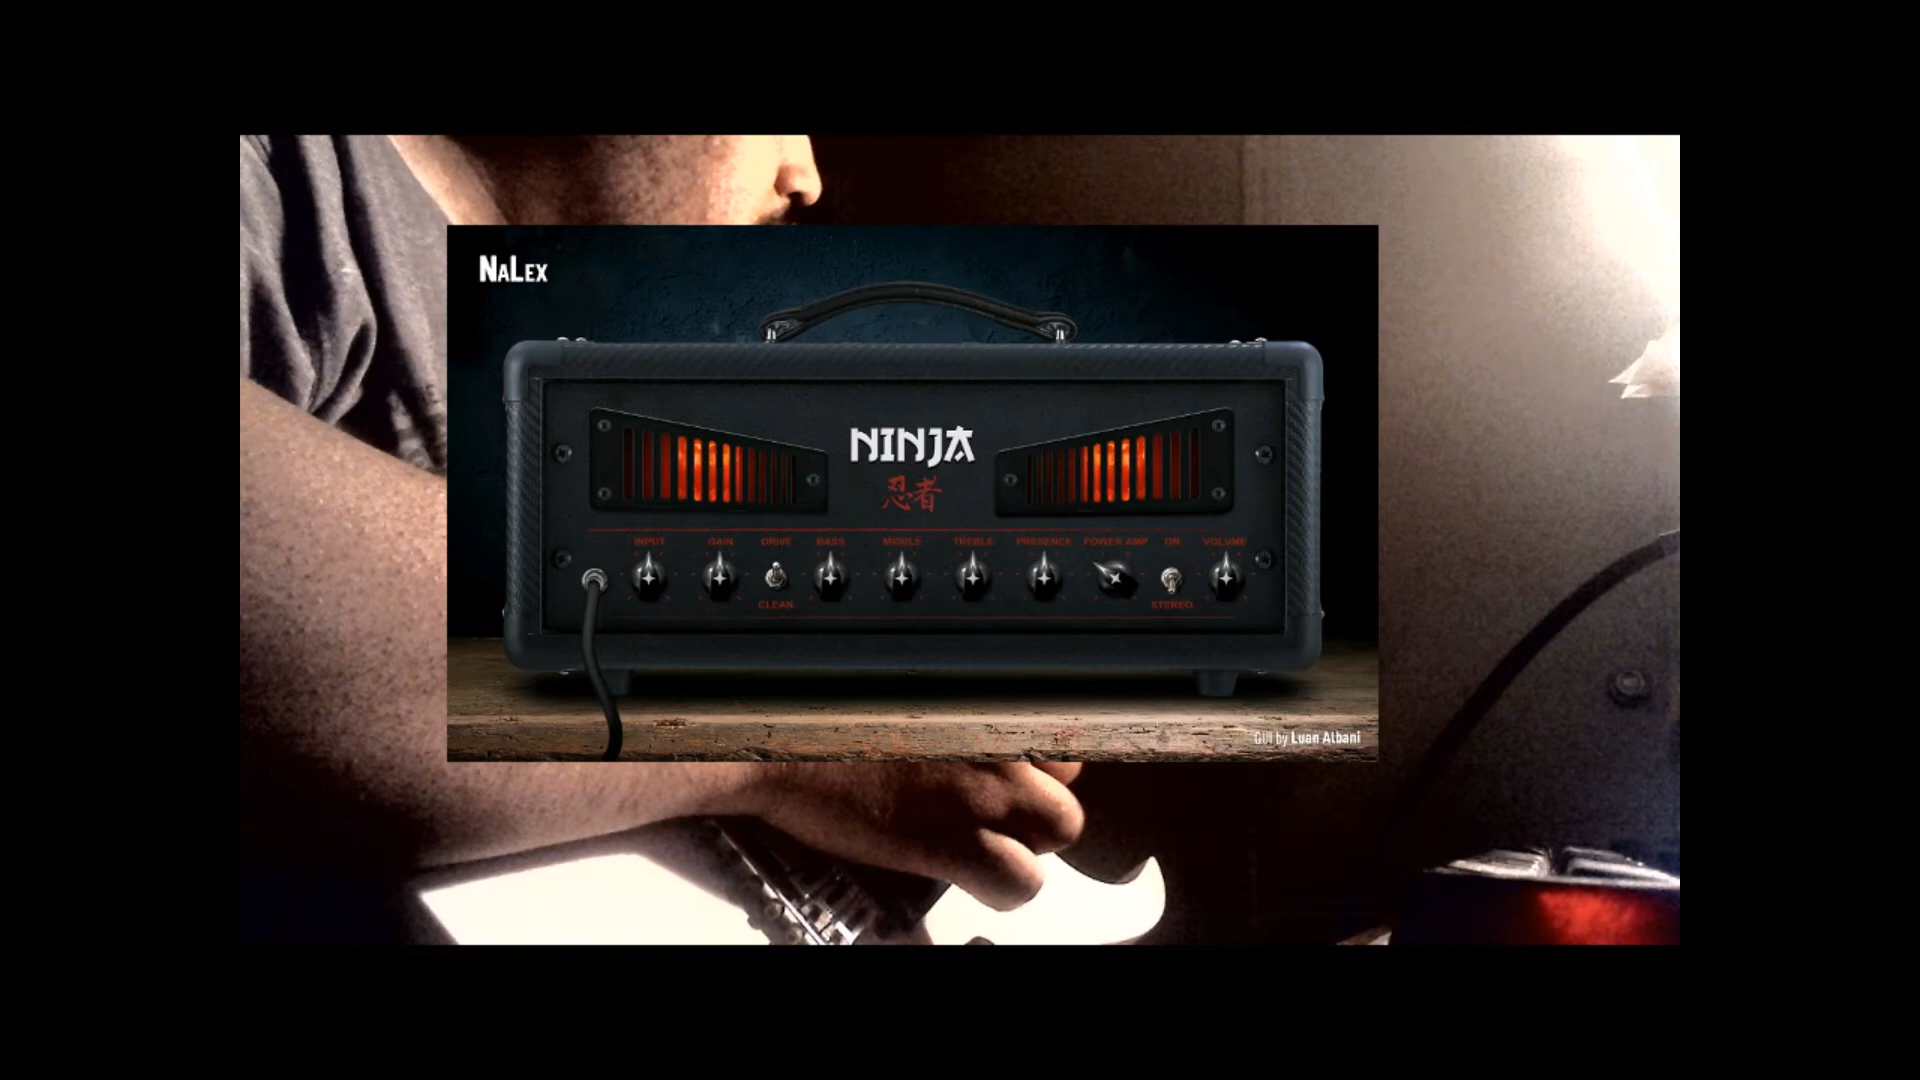 NALEX
NINJA
忍者
INPUT GAIN DRIVE BASS MIDDLE TREBLE PRESENCE POWER AMP ON VOLUME
CLEAN STEREO
GUI by Luan Albani